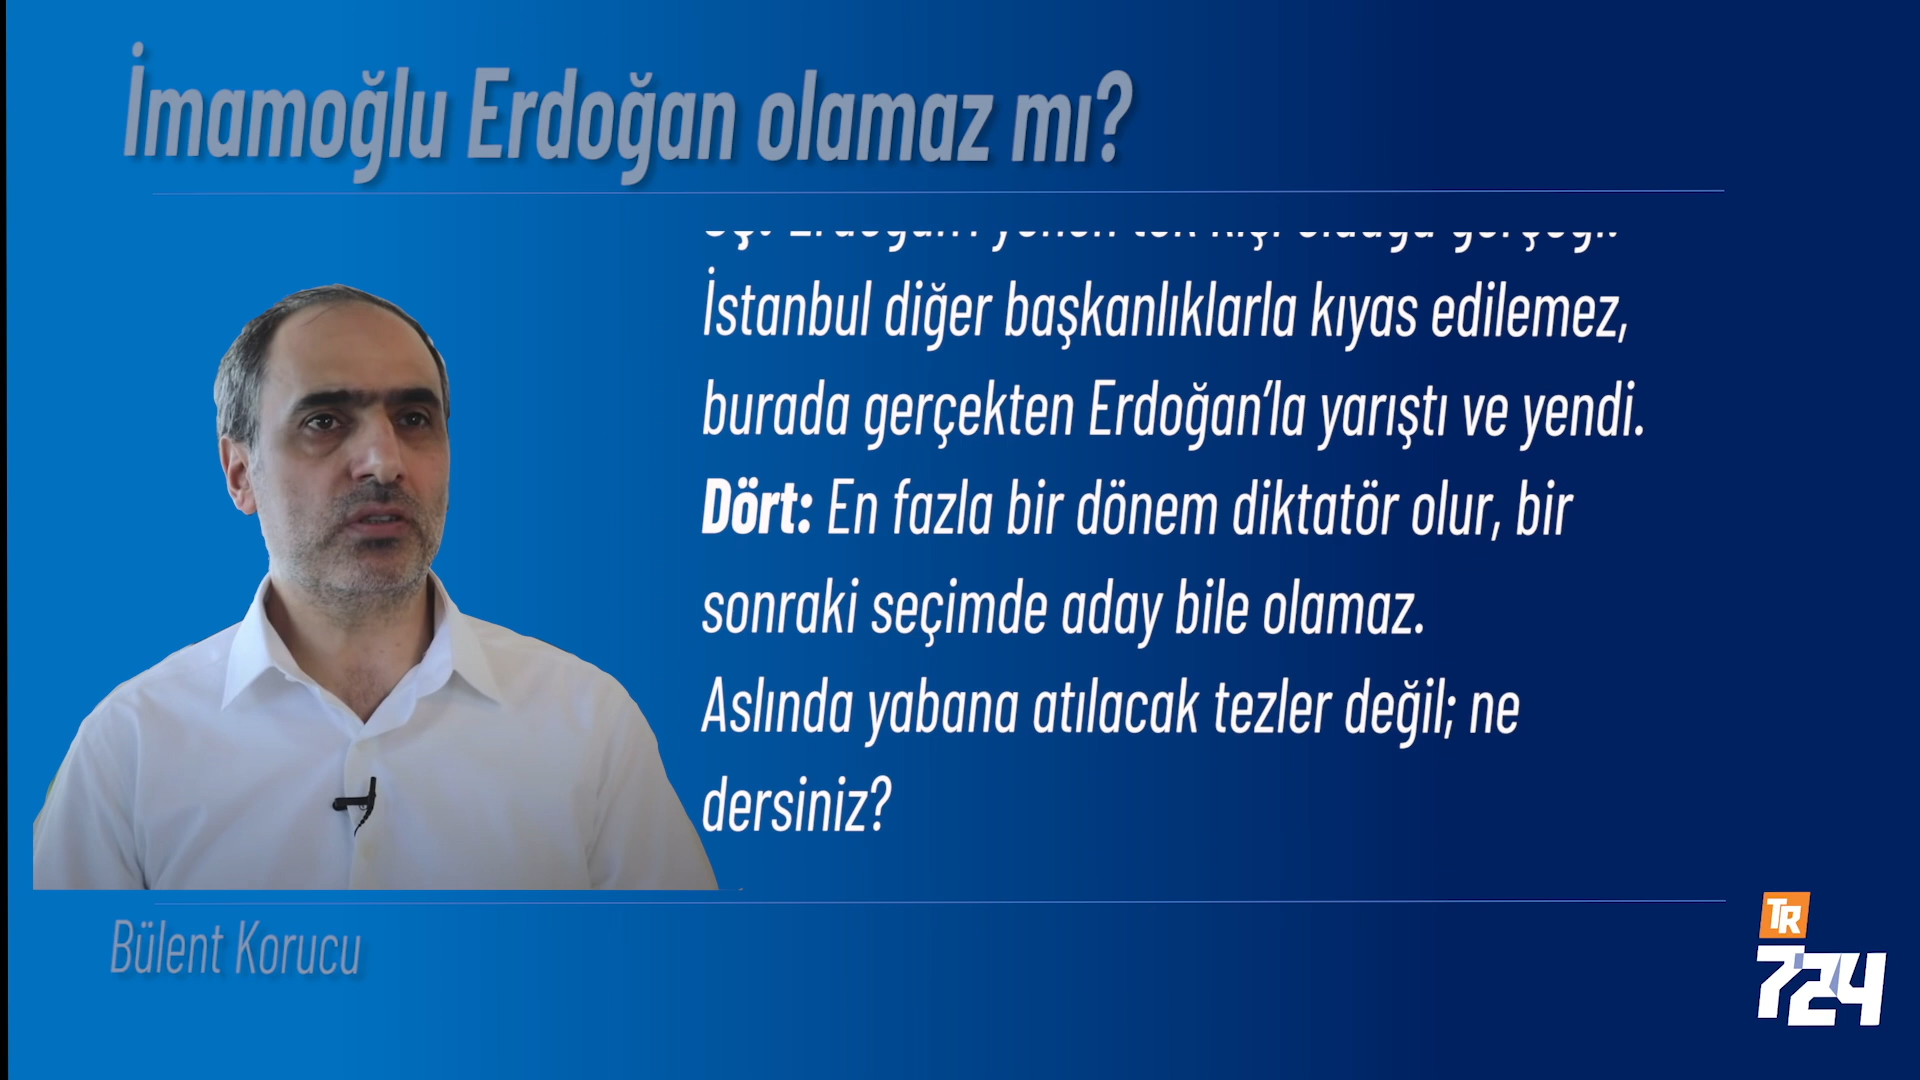 İmamoğlu Erdoğan olamaz mı?
İstanbul diğer başkanlıklarla kıyas edilemez,
burada gerçekten Erdoğan’la yarıştı ve yendi.
Dört: En fazla bir dönem diktatör olur, bir
sonraki seçimde aday bile olamaz.
Aslında yabana atılacak tezler değil; ne
dersiniz?
Bülent Korucu
TR
724